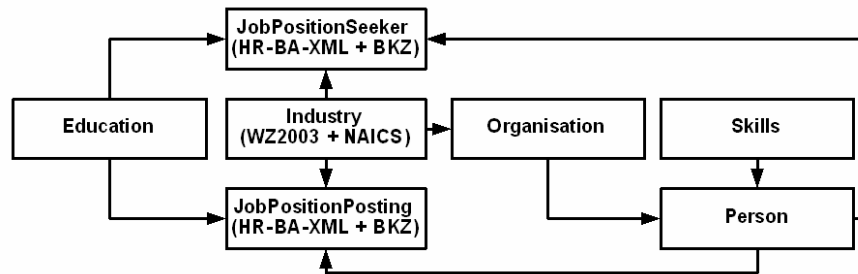 JobPositionSeeker
(HR-BA-XML + BKZ)
Education
Industry
(WZ2003 + NAICS)
Organisation
Skills
JobPositionPosting
(HR-BA-XML + BKZ)
Person